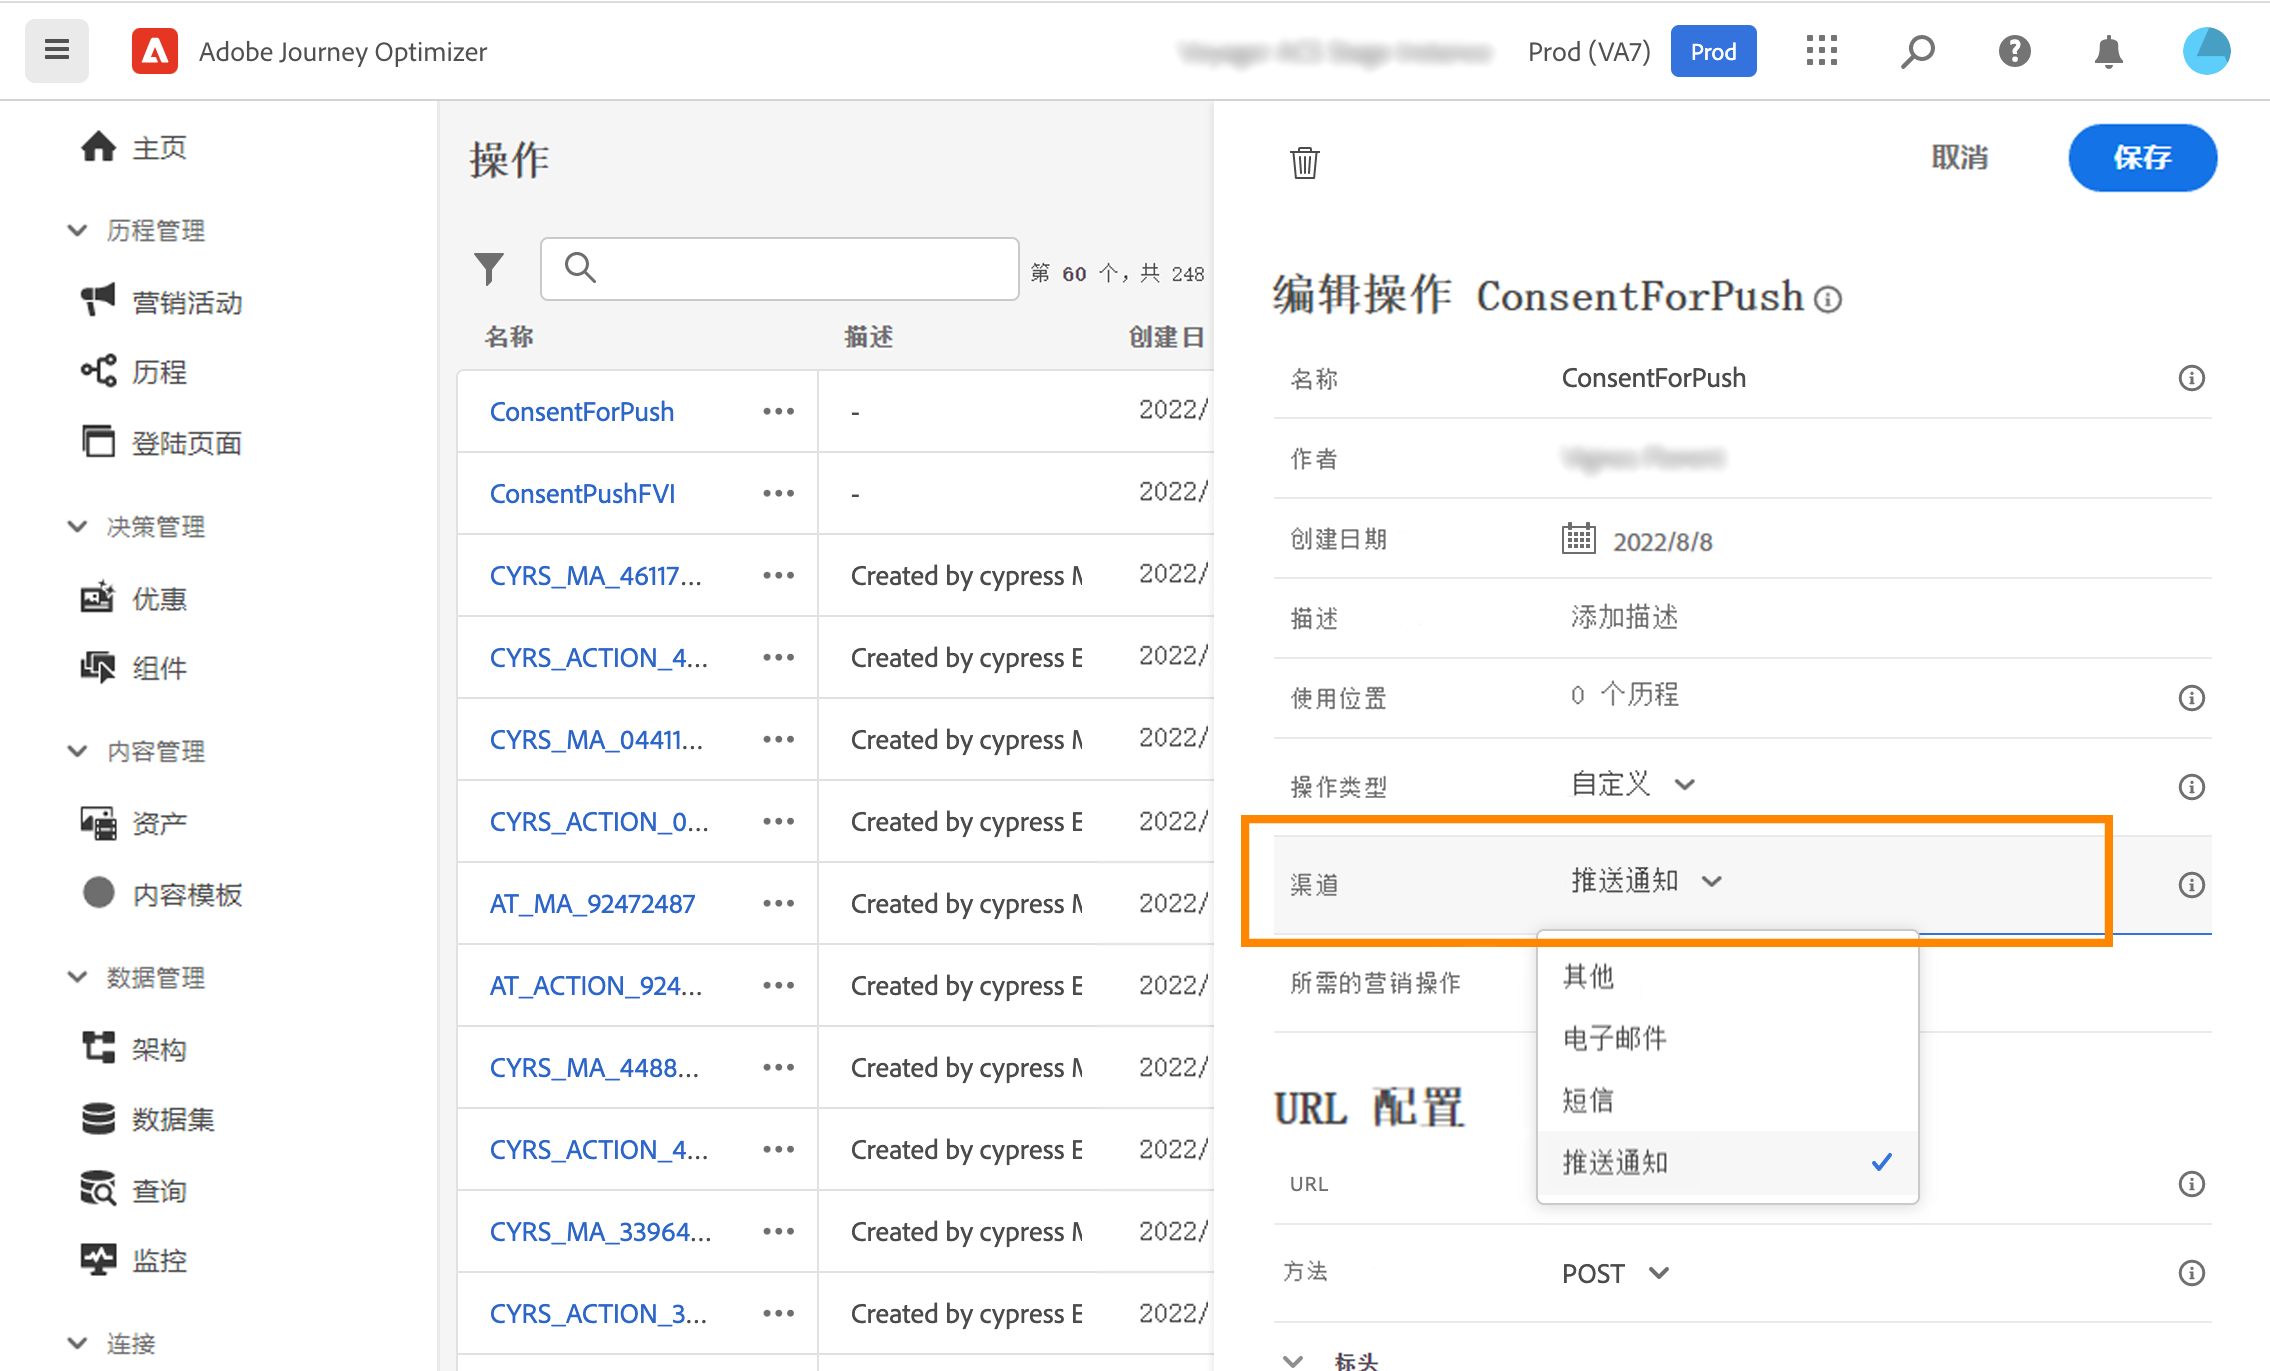 Adobe Journey Optimizer
Prod (VA7)
Prod
主页
历程管理
营销活动
历程
登陆页面
决策管理
优惠
组件
内容管理
资产
内容模板
数据管理
架构
数据集
查询
监控
连接
操作
第 60 个，共 248
名称 描述 创建日
ConsentForPush ••• - 2022/
ConsentPushFVI ••• - 2022/
CYRS_MA_46117... ••• Created by cypress M 2022/
CYRS_ACTION_4... ••• Created by cypress E 2022/
CYRS_MA_04411... ••• Created by cypress M 2022/
CYRS_ACTION_0... ••• Created by cypress E 2022/
AT_MA_92472487 ••• Created by cypress M 2022/
AT_ACTION_924... ••• Created by cypress E 2022/
CYRS_MA_4488... ••• Created by cypress M 2022/
CYRS_ACTION_4... ••• Created by cypress E 2022/
CYRS_MA_33964... ••• Created by cypress M 2022/
CYRS_ACTION_3... ••• Created by cypress E 2022/
取消
保存
编辑操作 ConsentForPush
名称 ConsentForPush
作者
创建日期 2022/8/8
描述 添加描述
使用位置 0 个历程
操作类型 自定义
渠道 推送通知
所需的营销操作
其他
电子邮件
短信
推送通知
URL 配置
URL
方法 POST
标头